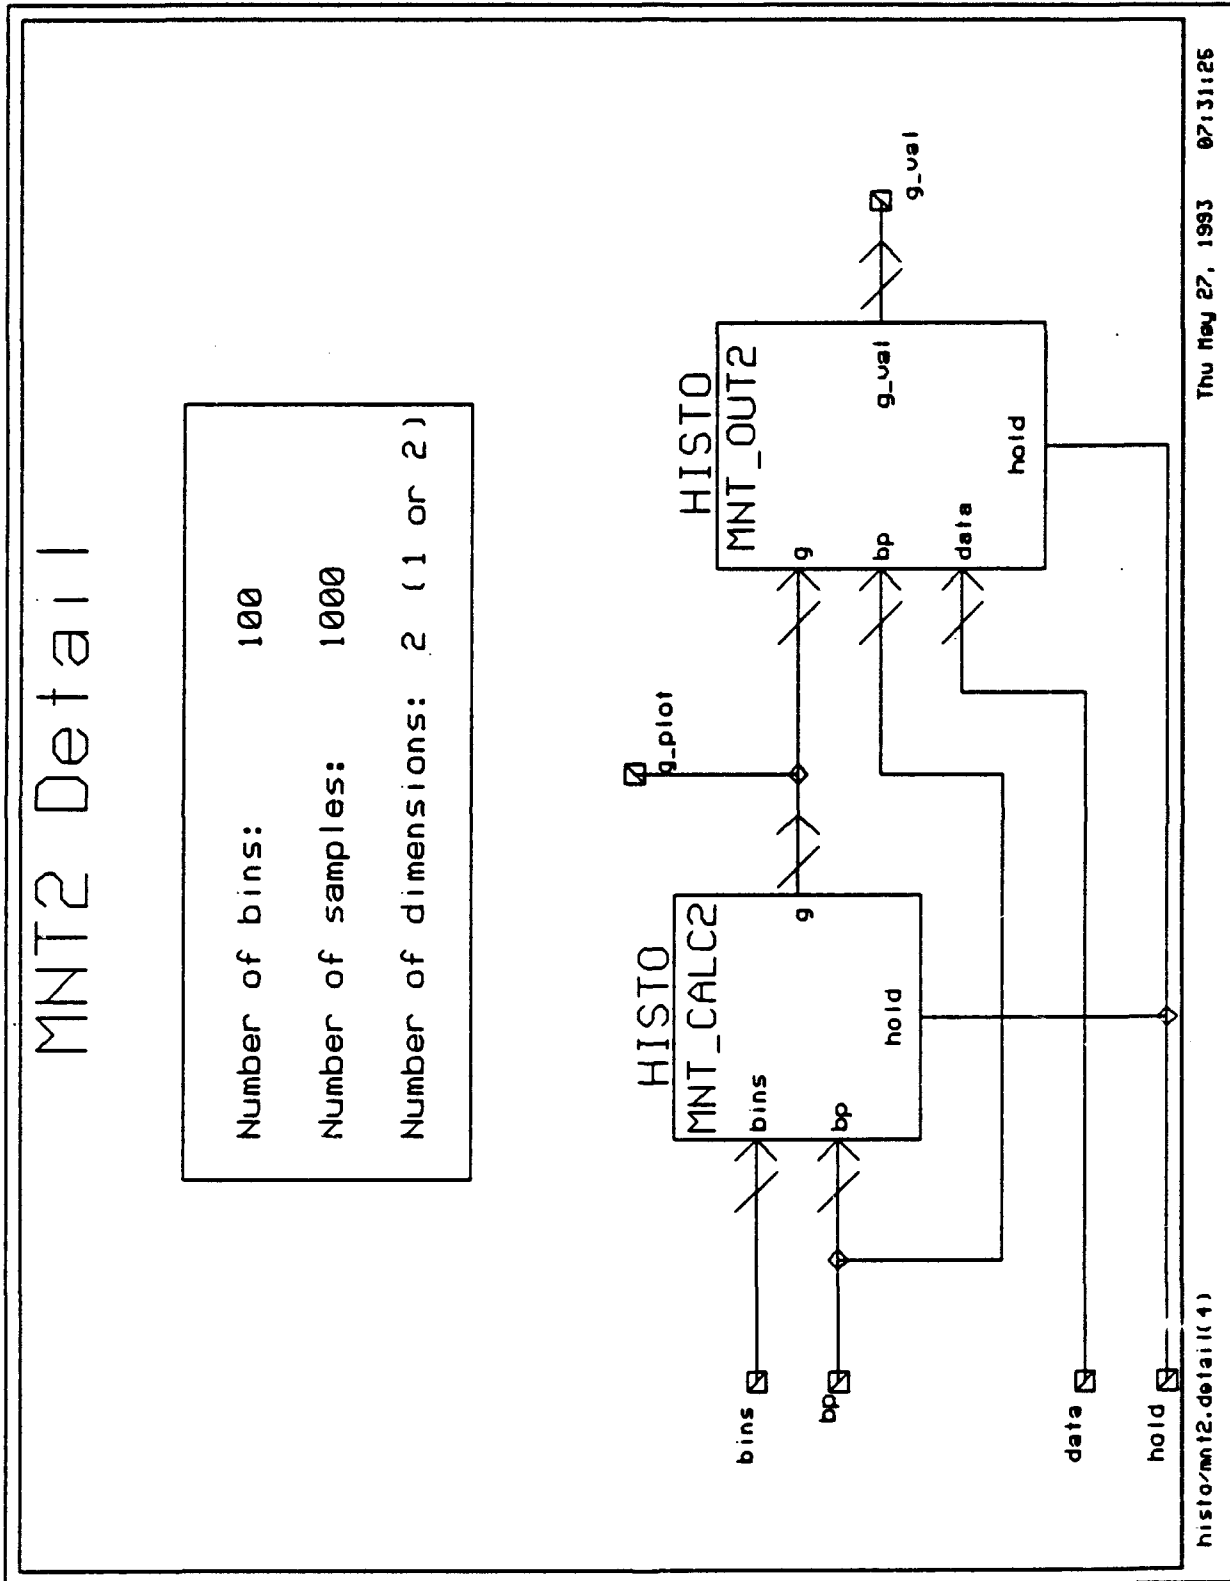 MNT2 Detail
Number of bins: 100
Number of samples: 1000
Number of dimensions: 2 (1 or 2)
g_plot
HISTO
MNT_CALC2
bins
bp
g
hold
HISTO
MNT_OUT2
g
bp
data
g_val
hold
g_val
bins
bp
data
hold
histo/mnt2.detail(4)
Thu May 27, 1993 07:31:25